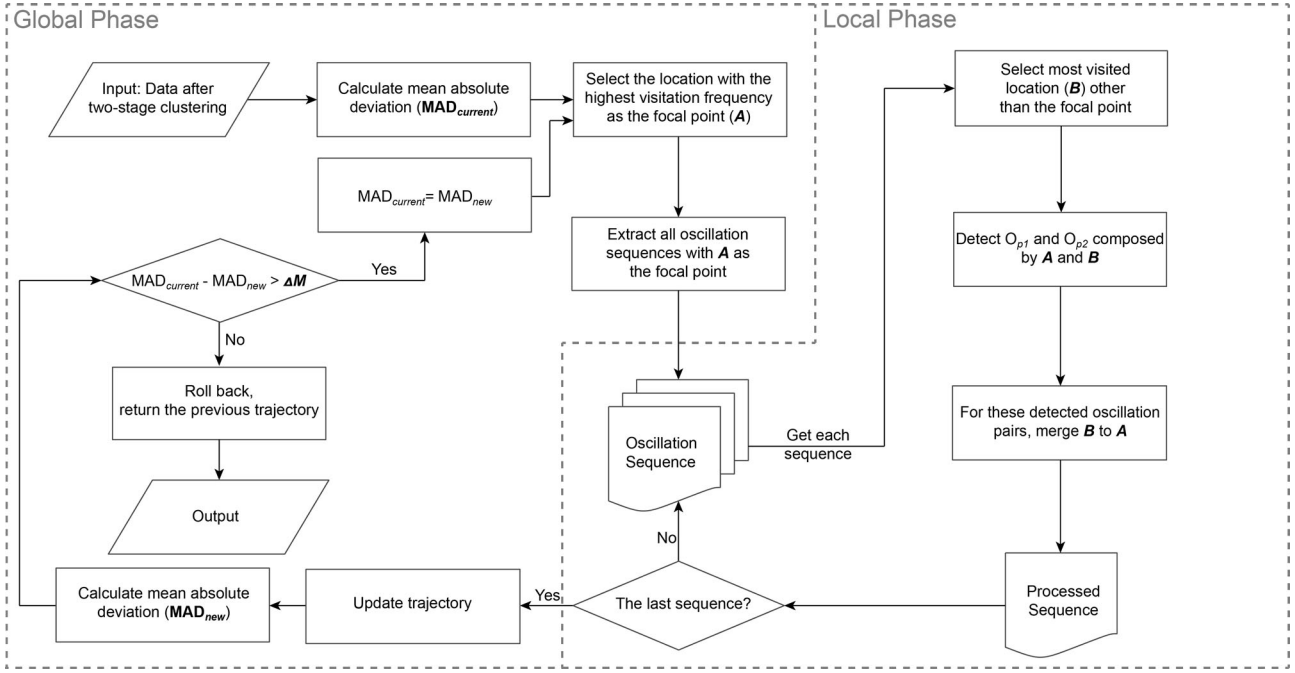 Global Phase
Local Phase
Input: Data after
two-stage clustering
Calculate mean absolute
deviation (MADcurrent)
Select the location with the
highest visitation frequency
as the focal point (A)
Select most visited
location (B) other
than the focal point
MADcurrent= MADnew
Extract all oscillation
sequences with A as
the focal point
Detect Op1 and Op2 composed
by A and B
MADcurrent - MADnew > ΔM
Yes
No
Roll back,
return the previous trajectory
Output
Oscillation
Sequence
Get each
sequence
For these detected oscillation
pairs, merge B to A
No
Calculate mean absolute
deviation (MADnew)
Update trajectory
Yes
The last sequence?
Processed
Sequence